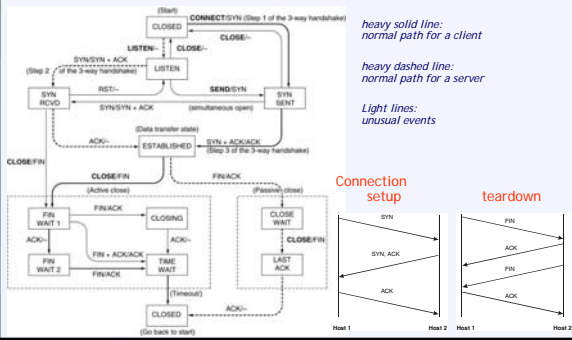 (Start)
CONNECT/SYN (Step 1 of the 3-way handshake)
CLOSED
CLOSE/–
LISTEN/–
CLOSE/–
SYN/SYN + ACK
LISTEN
(Step 2 of the 3-way handshake)
RST/–
SEND/SYN
SYN
RCVD
SYN
SENT
SYN/SYN + ACK
(simultaneous open)
(Data transfer state)
ACK/–
ESTABLISHED
SYN + ACK/ACK
(Step 3 of the 3-way handshake)
CLOSE/FIN
CLOSE/FIN
FIN/ACK
(Active close)
(Passive close)
FIN
WAIT 1
FIN/ACK
CLOSING
CLOSE
WAIT
ACK/–
ACK/–
CLOSE/FIN
FIN + ACK/ACK
FIN
WAIT 2
FIN/ACK
TIME
WAIT
LAST
ACK
(Timeout/)
CLOSED
ACK/–
(Go back to start)
heavy solid line:
normal path for a client
heavy dashed line:
normal path for a server
Light lines:
unusual events
Connection
setup
SYN
SYN, ACK
ACK
Host 1
Host 2
teardown
FIN
ACK
FIN
ACK
Host 1
Host 2